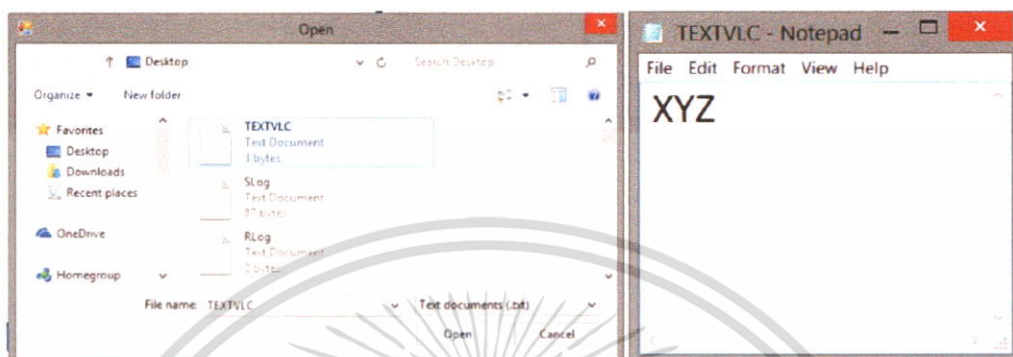 Open
Desktop
Search Desktop
Organize
New folder
Favorites
Desktop
Downloads
Recent places
OneDrive
Homegroup
TEXTVLC
Text Document
3 bytes
SLog
Text Document
bytes
RLog
Text Document
bytes
File name: TEXTVLC
Text documents (.txt)
Open
Cancel
TEXTVLC - Notepad
File Edit Format View Help
XYZ